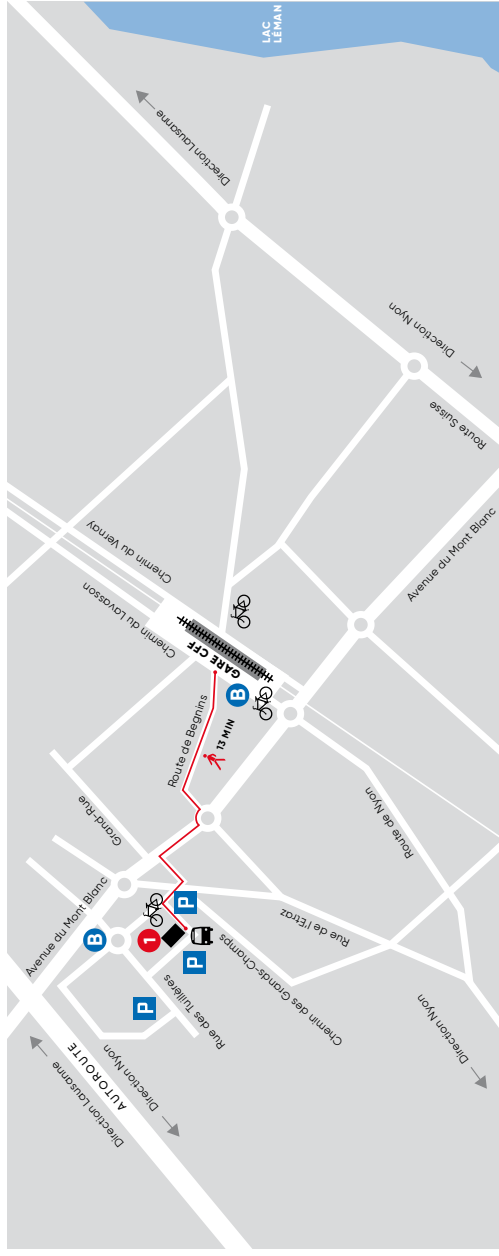 LAC
LÉMAN
Direction Lausanne
Direction Nyon
Route Suisse
Avenue du Mont Blanc
Chemin du Vernay
Chemin du Lavasson
GARE CFF
B
13 MIN
Route de Begnins
Grand-Rue
Route de Nyon
Avenue du Mont Blanc
B
1
P
P
P
Rue de l'Etraz
Chemin des Grands-Champs
Rue des Tuillères
Direction Nyon
Direction Lausanne
AUTOROUTE
Direction Nyon